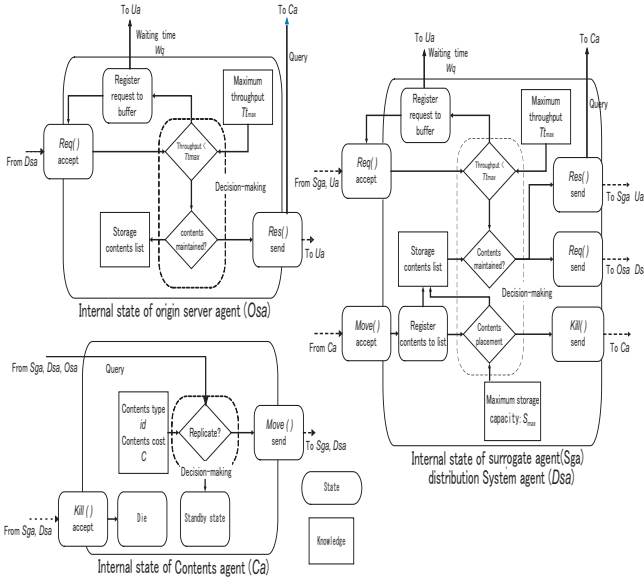 To Ua
Waiting time
Wq
To Ca
Query
Register
request to
buffer
Maximum
throughput
Ttmax
Req( )
accept
From Dsa
Throughput <
Ttmax
Decision-making
Storage
contents list
contents
maintained?
Res( )
send
To Ua
Internal state of origin server agent (Osa)
From Sga, Dsa, Osa
Query
Contents type
id
Contents cost
C
Replicate?
Move ( )
send
To Sga, Dsa
Decision-making
Kill ( )
accept
From Sga, Dsa
Die
Standby state
Internal state of Contents agent (Ca)
To Ua
Waiting time
Wq
To Ca
Query
Register
request to
buffer
Maximum
throughput
Ttmax
Req( )
accept
From Sga, Ua
Throughput <
Ttmax
Res( )
send
To Sga Ua
Storage
contents list
Contents
maintained?
Req( )
send
To Osa Ds
Decision-making
Move( )
accept
From Ca
Register
contents to list
Contents
placement
Kill( )
send
To Ca
Maximum storage
capacity: Smax
Internal state of surrogate agent(Sga)
distribution System agent (Dsa)
State
Knowledge